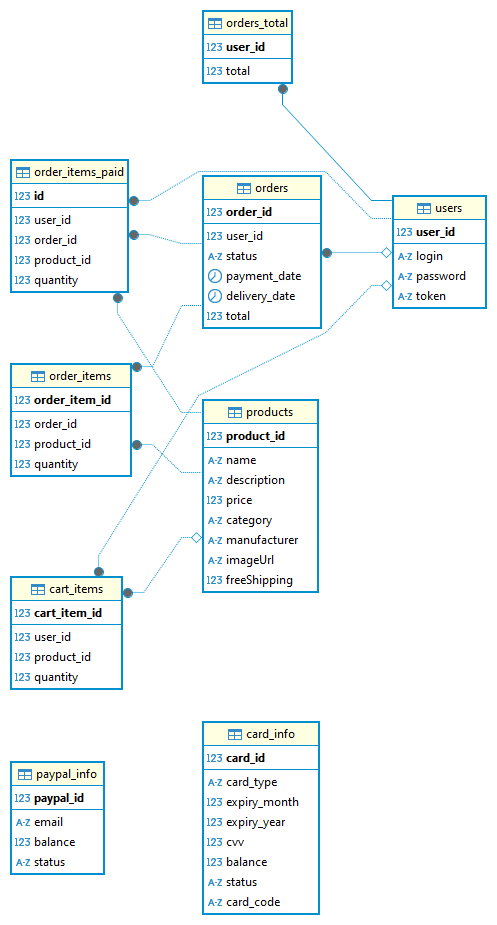 orders_total
123 user_id
123 total
order_items_paid
123 id
123 user_id
123 order_id
123 product_id
123 quantity
orders
123 order_id
123 user_id
A-Z status
payment_date
delivery_date
123 total
users
123 user_id
A-Z login
A-Z password
A-Z token
order_items
123 order_item_id
123 order_id
123 product_id
123 quantity
products
123 product_id
A-Z name
A-Z description
123 price
A-Z category
A-Z manufacturer
A-Z imageUrl
123 freeShipping
cart_items
123 cart_item_id
123 user_id
123 product_id
123 quantity
paypal_info
123 paypal_id
A-Z email
123 balance
A-Z status
card_info
123 card_id
A-Z card_type
123 expiry_month
123 expiry_year
123 cvv
123 balance
A-Z status
A-Z card_code